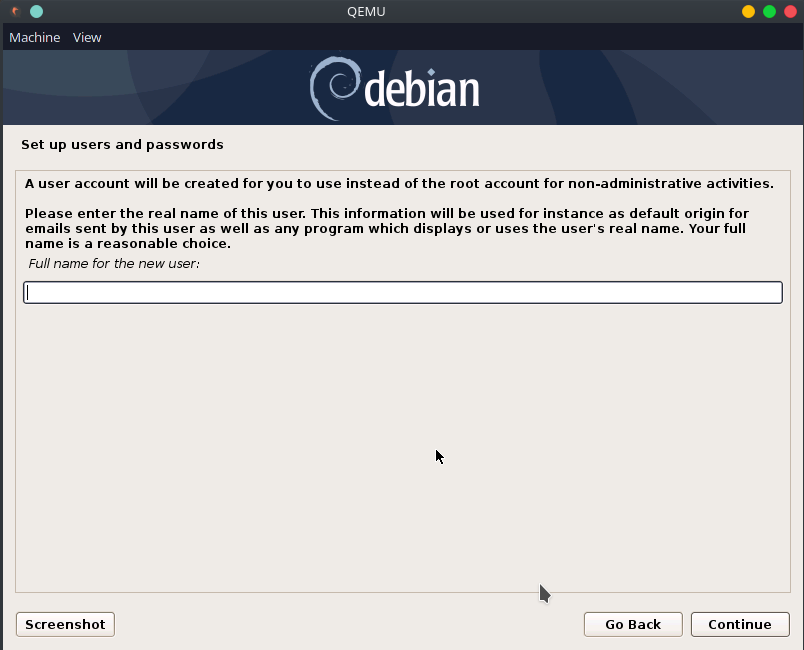 QEMU
Machine View
debian
Set up users and passwords
A user account will be created for you to use instead of the root account for non-administrative activities.
Please enter the real name of this user. This information will be used for instance as default origin for
emails sent by this user as well as any program which displays or uses the user's real name. Your full
name is a reasonable choice.
Full name for the new user:
Screenshot Go Back Continue